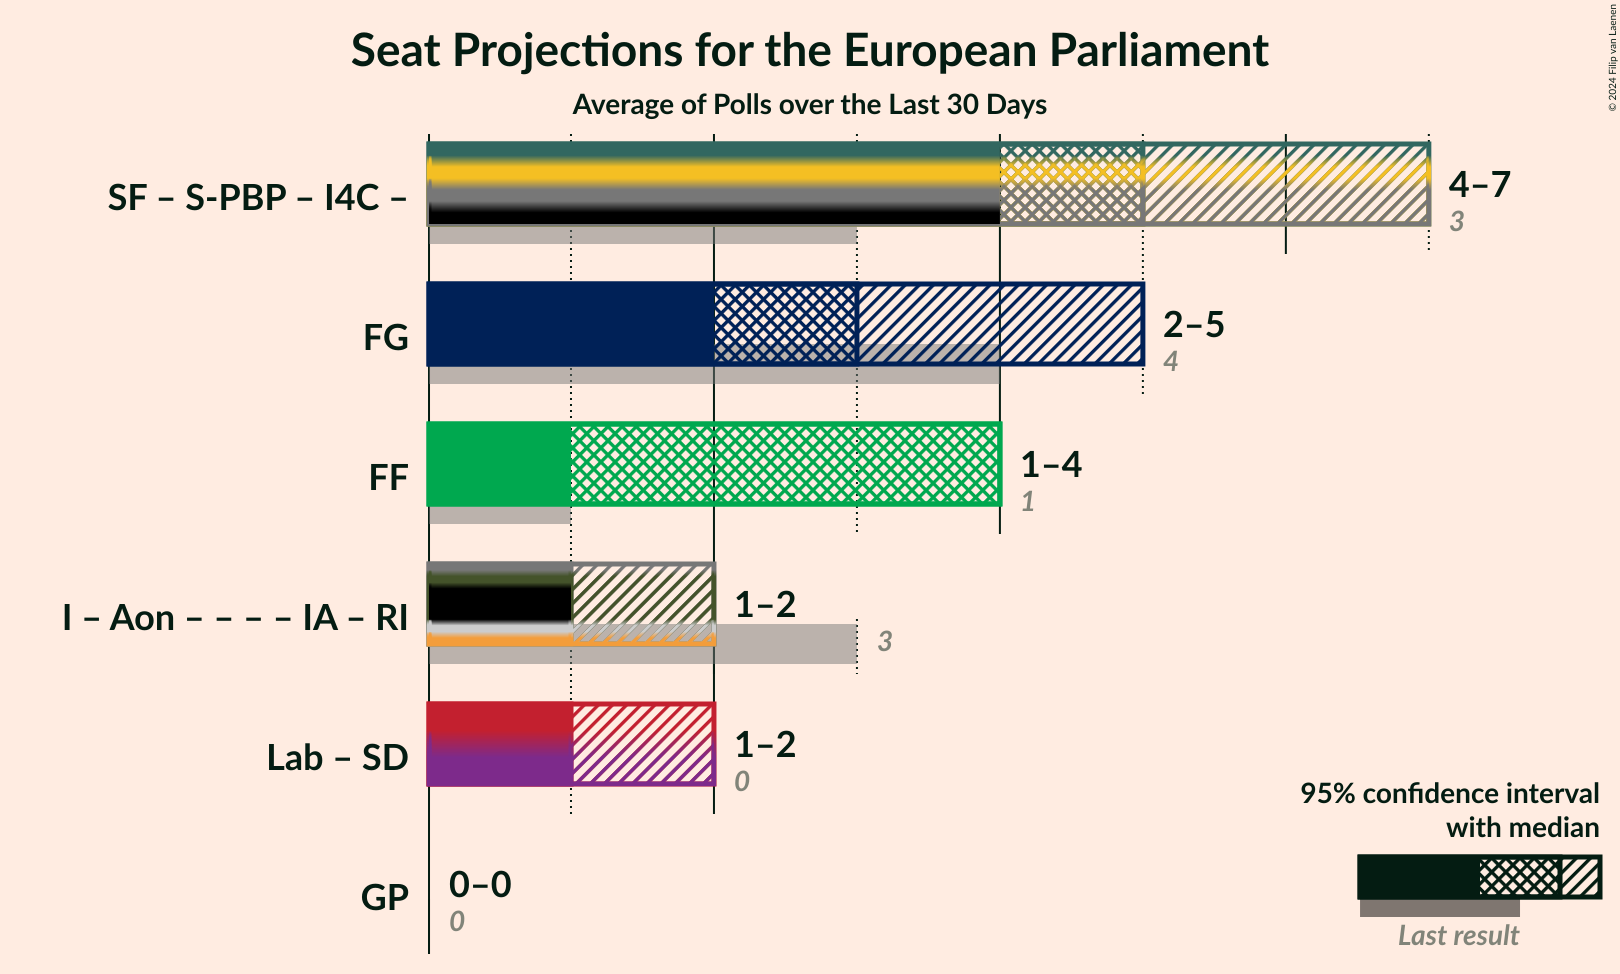 Seat Projections for the European Parliament
Average of Polls over the Last 30 Days
© 2024 Filip van Laenen
SF – S-PBP – I4C –
4–7
3
FG
2–5
4
FF
1–4
1
I – Aon – – – – IA – RI
1–2
3
Lab – SD
1–2
0
GP
0–0
0
95% confidence interval
with median
Last result